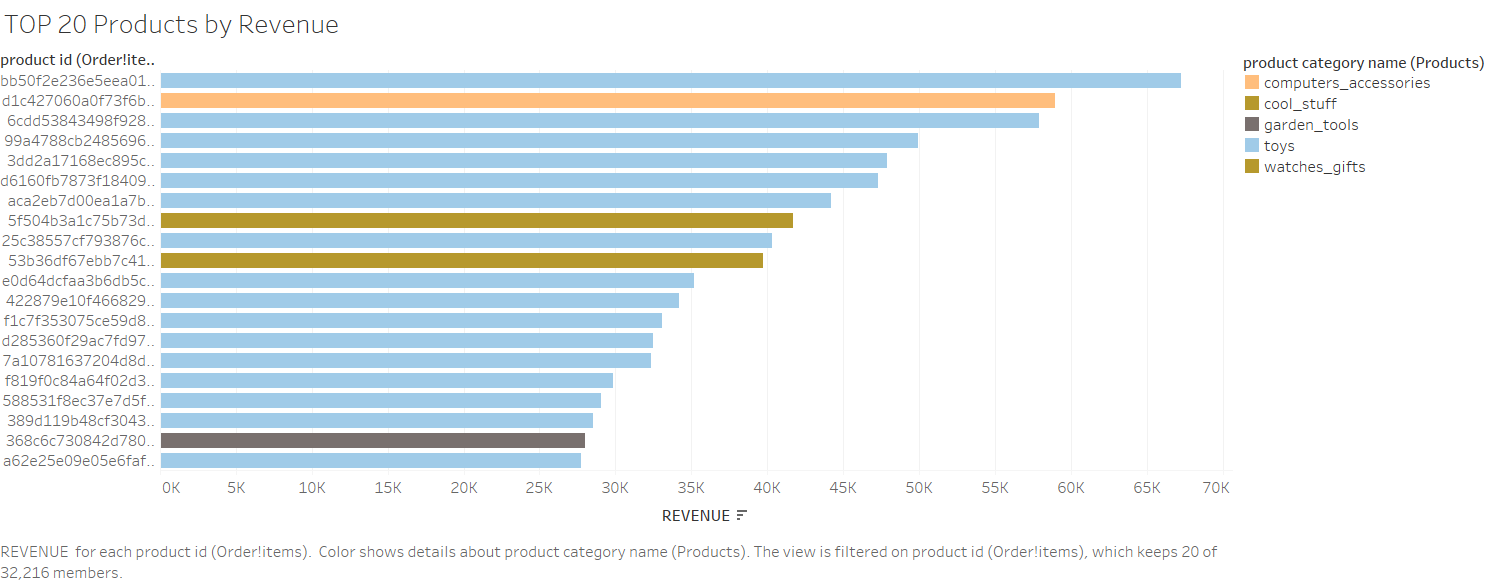 TOP 20 Products by Revenue
product id (Order!ite..
bb50f2e236e5eea01..
d1c427060a0f73f6b..
6cdd53843498f928..
99a4788cb2485696..
3dd2a17168ec895c..
d6160fb7873f18409..
aca2eb7d00ea1a7b..
5f504b3a1c75b73d..
25c38557cf793876c..
53b36df67ebb7c41..
e0d64dcfaa3b6db5c..
422879e10f466829..
f1c7f353075ce59d8..
d285360f29ac7fd97..
7a10781637204d8d..
f819f0c84a64f02d3..
588531f8ec37e7d5f..
389d119b48cf3043..
368c6c730842d780..
a62e25e09e05e6faf..
0K 5K 10K 15K 20K 25K 30K 35K 40K 45K 50K 55K 60K 65K 70K
REVENUE
product category name (Products)
computers_accessories
cool_stuff
garden_tools
toys
watches_gifts
REVENUE for each product id (Order!items). Color shows details about product category name (Products). The view is filtered on product id (Order!items), which keeps 20 of
32,216 members.